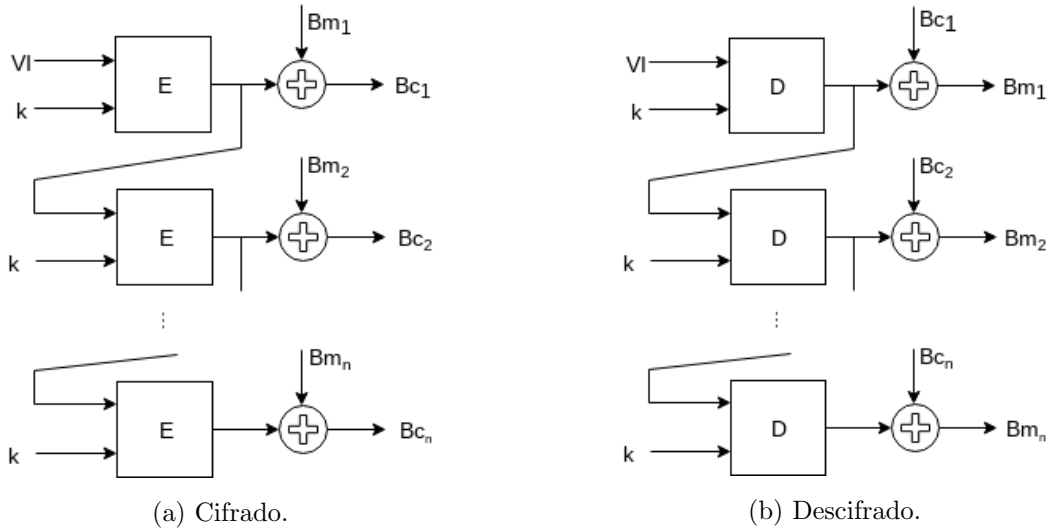 Bm1
VI
E
Bc1
k
Bm2
E
Bc2
k
Bmn
E
Bcn
k
(a) Cifrado.
Bc1
VI
D
Bm1
k
Bc2
D
Bm2
k
Bcn
D
Bmn
k
(b) Descifrado.